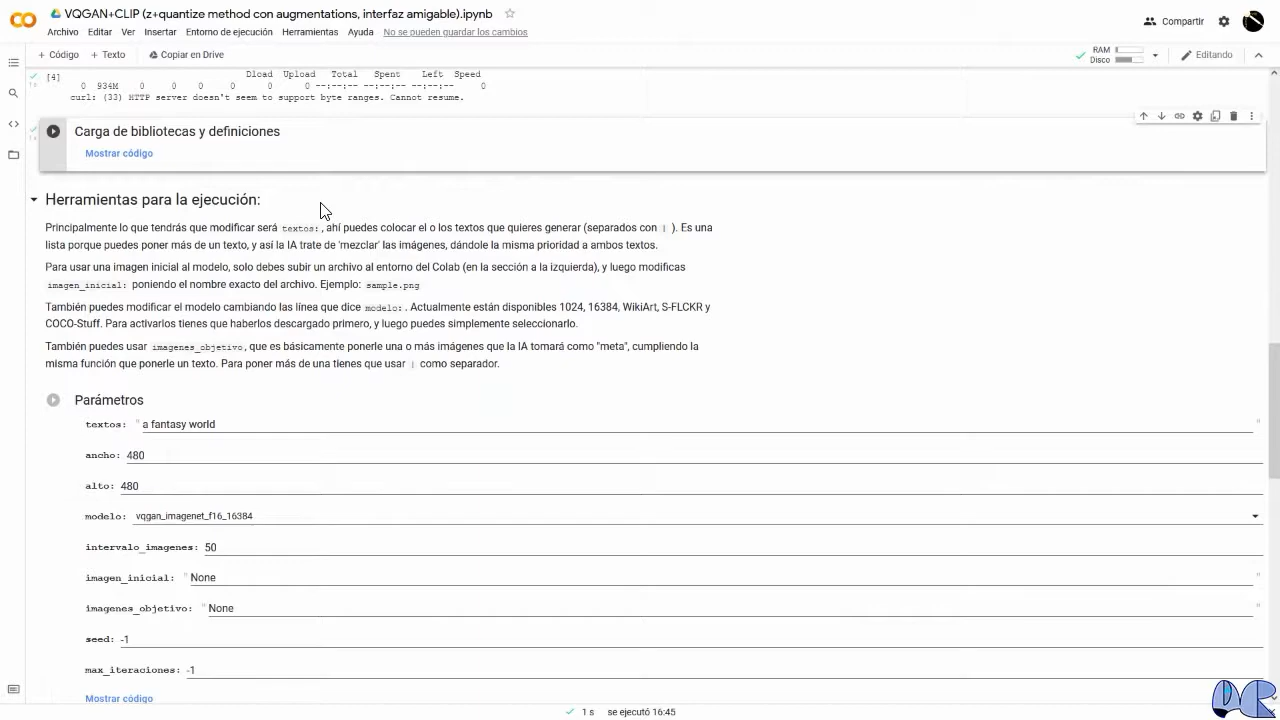 VQGAN+CLIP (z+quantize method con augmentations, interfaz amigable).ipynb
Compartir
Archivo Editar Ver Insertar Entorno de ejecución Herramientas Ayuda No se pueden guardar los cambios
+ Código + Texto Copiar en Drive
RAM
Disco
Editando
[4]
Dload Upload Total Spent Left Speed
0 934M 0 0 0 0 0 0 --:--:-- --:--:-- --:--:-- 0
curl: (33) HTTP server doesn't seem to support byte ranges. Cannot resume.
Carga de bibliotecas y definiciones
Mostrar código
Herramientas para la ejecución:
Principalmente lo que tendrás que modificar será textos:, ahí puedes colocar el o los textos que quieres generar (separados con | ). Es una
lista porque puedes poner más de un texto, y así la IA trate de 'mezclar' las imágenes, dándole la misma prioridad a ambos textos.
Para usar una imagen inicial al modelo, solo debes subir un archivo al entorno del Colab (en la sección a la izquierda), y luego modificas
imagen_inicial: poniendo el nombre exacto del archivo. Ejemplo: sample.png
También puedes modificar el modelo cambiando las línea que dice modelo:. Actualmente están disponibles 1024, 16384, WikiArt, S-FLCKR y
COCO-Stuff. Para activarlos tienes que haberlos descargado primero, y luego puedes simplemente seleccionarlo.
También puedes usar imagenes_objetivo, que es básicamente ponerle una o más imágenes que la IA tomará como "meta", cumpliendo la
misma función que ponerle un texto. Para poner más de una tienes que usar | como separador.
Parámetros
textos: " a fantasy world "
ancho: 480
alto: 480
modelo: vqgan_imagenet_f16_16384
intervalo_imagenes: 50
imagen_inicial: " None "
imagenes_objetivo: " None "
seed: -1
max_iteraciones: -1
Mostrar código
1 s se ejecutó 16:45